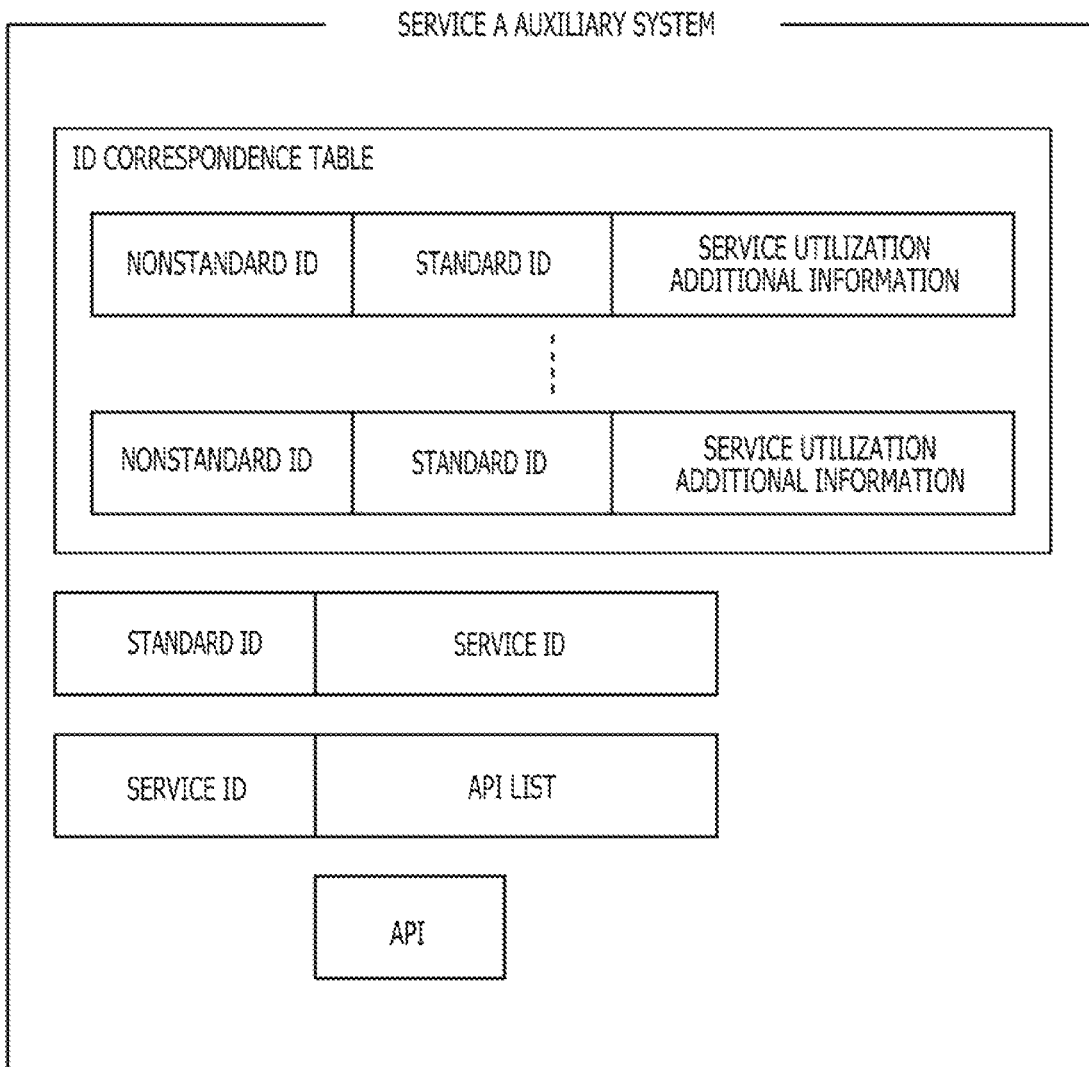 SERVICE A AUXILIARY SYSTEM
ID CORRESPONDENCE TABLE
NONSTANDARD ID
STANDARD ID
SERVICE UTILIZATION
ADDITIONAL INFORMATION
NONSTANDARD ID
STANDARD ID
SERVICE UTILIZATION
ADDITIONAL INFORMATION
STANDARD ID
SERVICE ID
SERVICE ID
API LIST
API